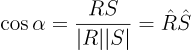 cos α = RS / |R||S| = R̂Ŝ